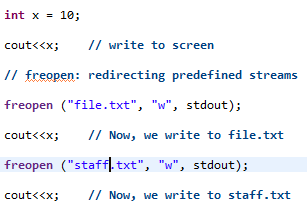 int x = 10;
cout<<x;    // write to screen
// freopen: redirecting predefined streams
freopen ("file.txt", "w", stdout);
cout<<x;    // Now, we write to file.txt
freopen ("staff.txt", "w", stdout);
cout<<x;    // Now, we write to staff.txt